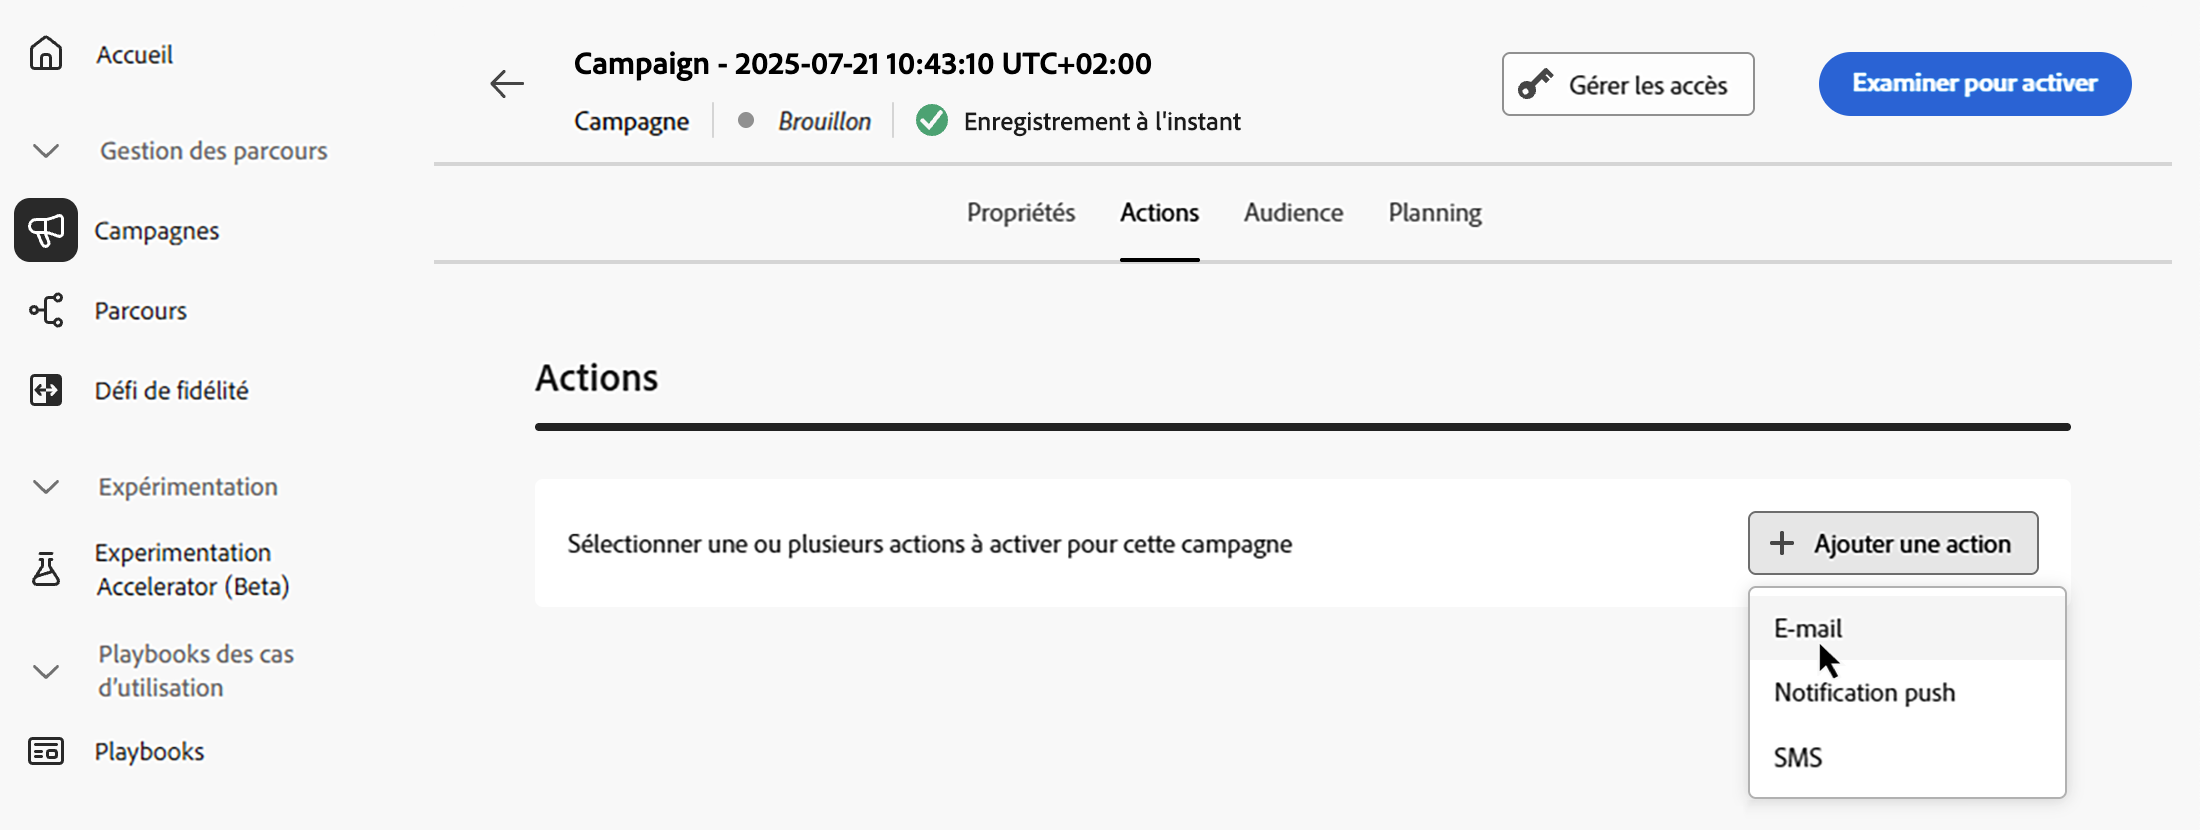 Accueil
Gestion des parcours
Campagnes
Parcours
Défi de fidélité
Expérimentation
Experimentation
Accelerator (Beta)
Playbooks des cas
d'utilisation
Playbooks
Campaign - 2025-07-21 10:43:10 UTC+02:00
Campagne Brouillon Enregistrement à l'instant
Gérer les accès
Examiner pour activer
Propriétés Actions Audience Planning
Actions
Sélectionner une ou plusieurs actions à activer pour cette campagne
Ajouter une action
E-mail
Notification push
SMS